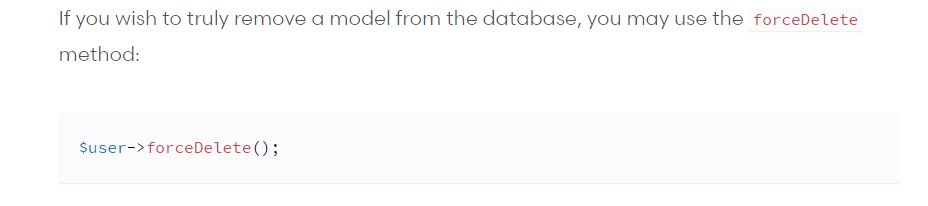 If you wish to truly remove a model from the database, you may use the forceDelete
method:
$user->forceDelete();